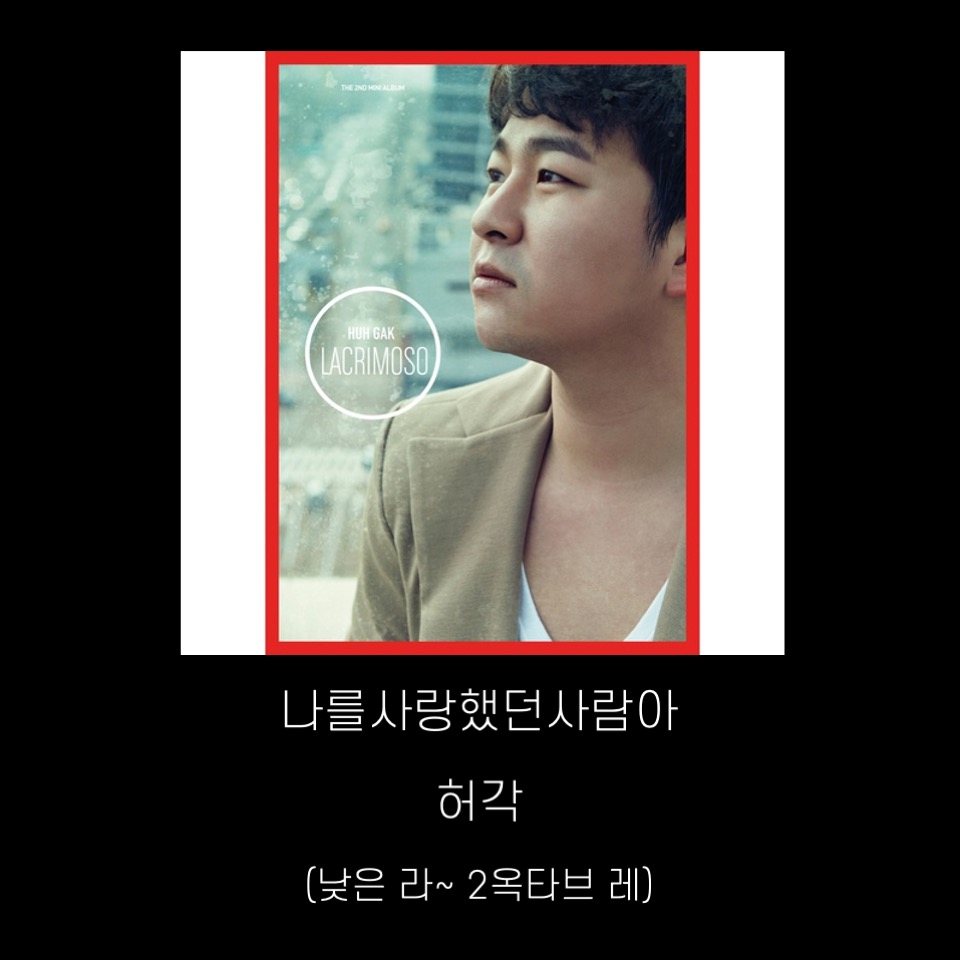 THE 2ND MINI ALBUM
HUH GAK
LACRIMOSO
나를사랑했던사람아
허각
(낮은 라~ 2옥타브 레)